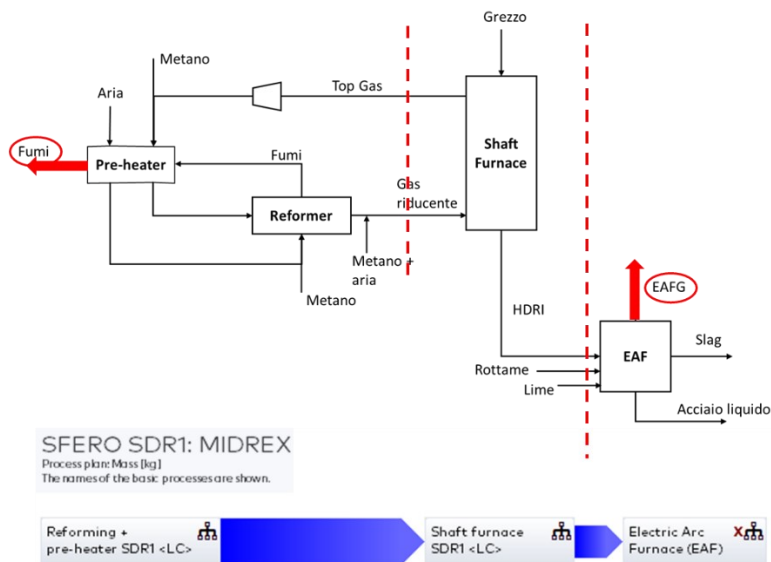 Grezzo
Metano
Aria
Top Gas
Fumi
Pre-heater
Fumi
Shaft
Furnace
Gas
riducente
Reformer
Metano +
aria
Metano
EAFG
HDRI
Slag
EAF
Rottame
Lime
Acciaio liquido
SFERO SDR1: MIDREX
Process plan: Mass [kg]
The names of the basic processes are shown.
Reforming +
pre-heater SDR1 <LC>
Shaft furnace
SDR1 <LC>
Electric Arc
Furnace (EAF)
X